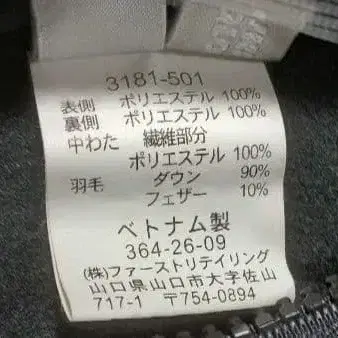 3181-501
表側 ポリエステル 100%
裏側 ポリエステル 100%
中わた 繊維部分
ポリエステル 100%
羽毛 ダウン 90%
フェザー 10%
ベトナム製
364-26-09
(株)ファーストリテイリング
山口県山口市大字佐山
717-1 〒754-0894